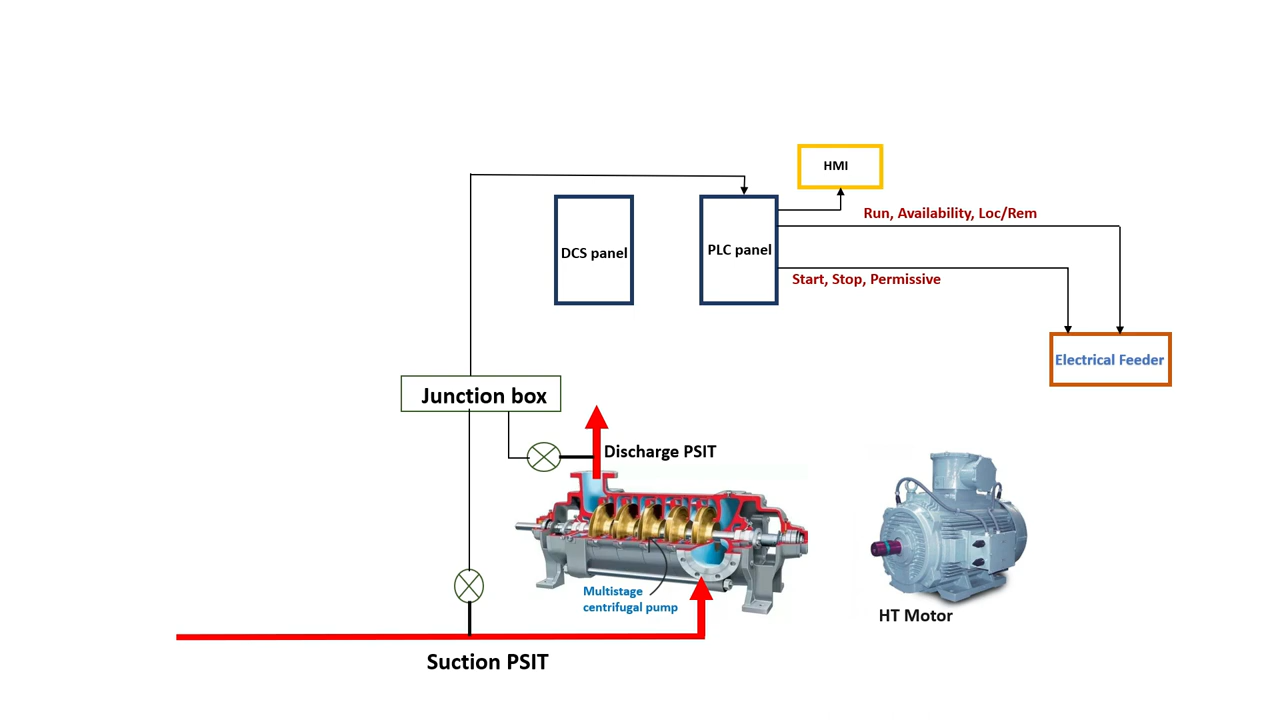 HMI
Run, Availability, Loc/Rem
DCS panel
PLC panel
Start, Stop, Permissive
Electrical Feeder
Junction box
Discharge PSIT
Multistage
centrifugal pump
HT Motor
Suction PSIT